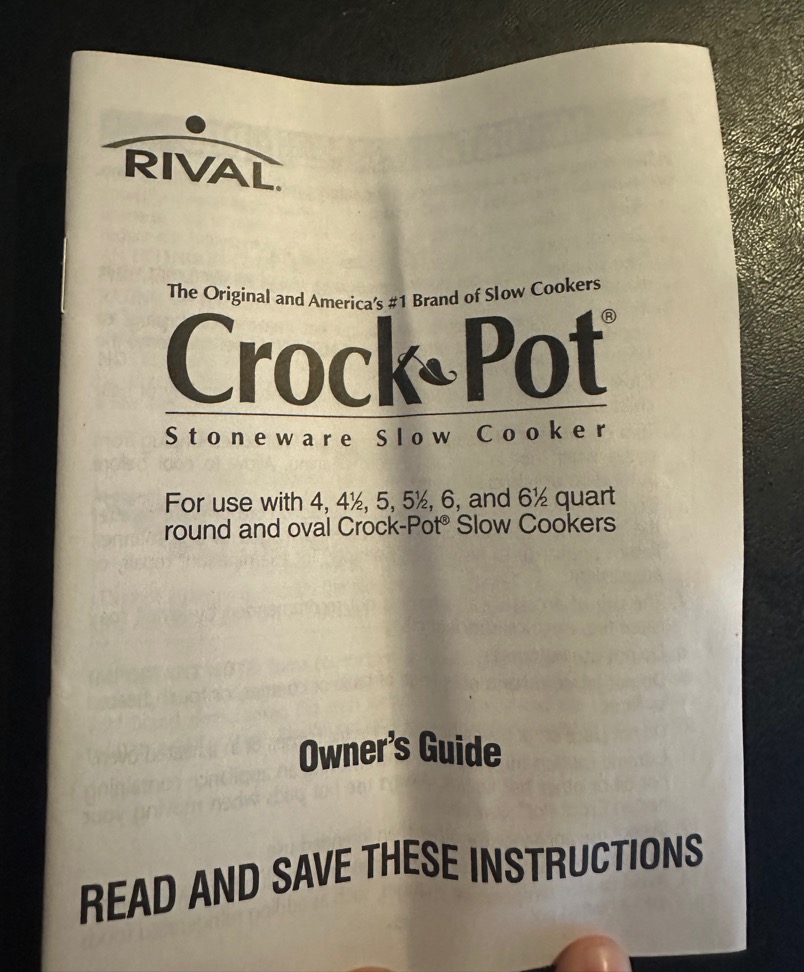 RIVAL®
The Original and America's #1 Brand of Slow Cookers
Crock-Pot®
Stoneware Slow Cooker
For use with 4, 4½, 5, 5½, 6, and 6½ quart
round and oval Crock-Pot® Slow Cookers
Owner's Guide
READ AND SAVE THESE INSTRUCTIONS